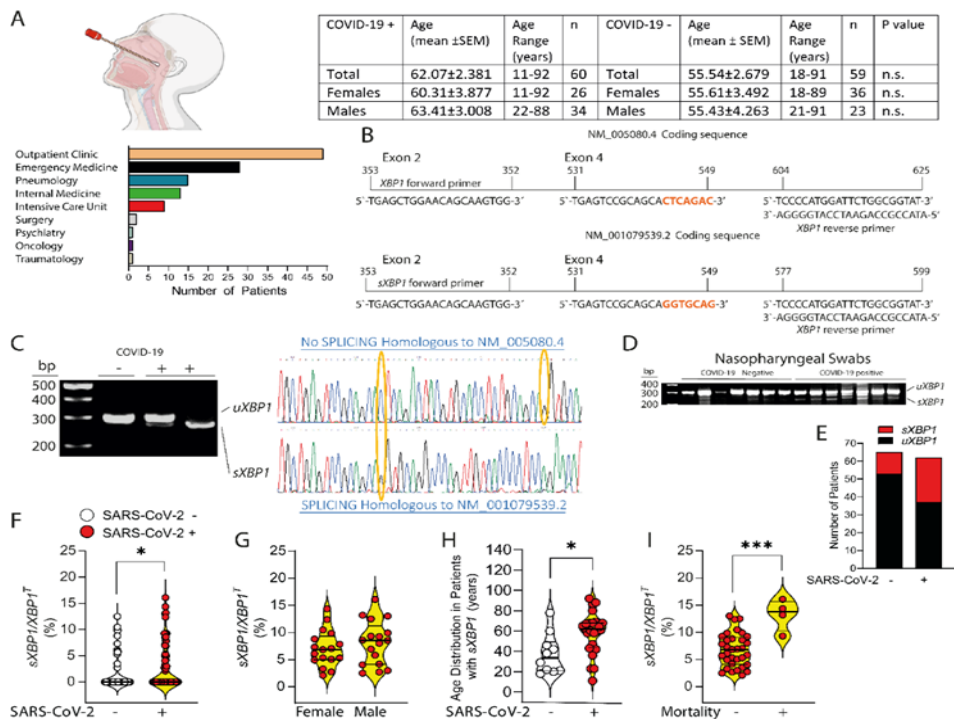 A
COVID-19 + Age (mean ±SEM) Age Range (years) n COVID-19 - Age (mean ± SEM) Age Range (years) n P value
Total 62.07±2.381 11-92 60 Total 55.54±2.679 18-91 59 n.s.
Females 60.31±3.877 11-92 26 Females 55.61±3.492 18-89 36 n.s.
Males 63.41±3.008 22-88 34 Males 55.43±4.263 21-91 23 n.s.
Outpatient Clinic
Emergency Medicine
Pneumology
Internal Medicine
Intensive Care Unit
Surgery
Psychiatry
Oncology
Traumatology
0 5 10 15 20 25 30 35 40 45 50
Number of Patients
B
NM_005080.4 Coding sequence
Exon 2 Exon 4
353 352 531 549 604 625
XBP1 forward primer
5`-TGAGCTGGAACAGCAAGTGG-3´ 5`-TGAGTCCGCAGCACTCAGAC-3´ 5`-TCCCCATGGATTCTGGCGGTAT-3´
3`-AGGGGTACCTAAGACCGCCATA-5`
XBP1 reverse primer
NM_001079539.2 Coding sequence
Exon 2 Exon 4
353 352 531 549 577 599
sXBP1 forward primer
5`-TGAGCTGGAACAGCAAGTGG-3´ 5`-TGAGTCCGCAGCAGGTGCAG-3´ 5`-TCCCCATGGATTCTGGCGGTAT-3´
3`-AGGGGTACCTAAGACCGCCATA-5´
XBP1 reverse primer
C
COVID-19
bp - + +
500
400
300
200
uXBP1
sXBP1
No SPLICING Homologous to NM_005080.4
SPLICING Homologous to NM_001079539.2
D
Nasopharyngeal Swabs
bp COVID-19 Negative COVID-19 positive
400
300
200
uXBP1
sXBP1
E
sXBP1
uXBP1
Number of Patients
70
60
50
40
30
20
10
0
SARS-CoV-2 - +
F
SARS-CoV-2 -
SARS-CoV-2 +
*
sXBP1/XBP1T (%)
25
20
15
10
5
0
SARS-CoV-2 - +
G
sXBP1/XBP1T (%)
25
20
15
10
5
0
Female Male
H
*
Age Distribution in Patients with sXBP1 (years)
140
120
100
80
60
40
20
0
SARS-CoV-2 - +
I
***
sXBP1/XBP1T (%)
25
20
15
10
5
0
Mortality - +